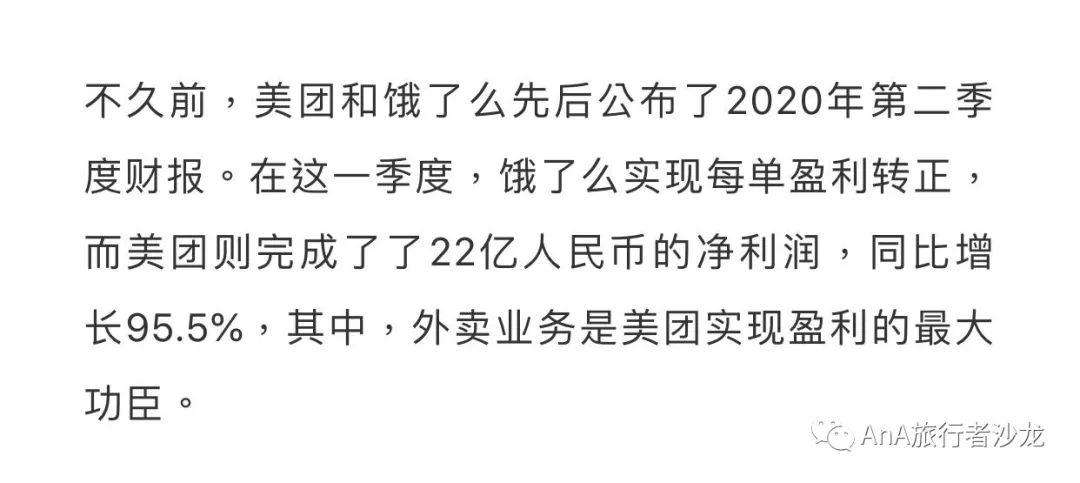 不久前，美团和饿了么先后公布了2020年第二季
度财报。在这一季度，饿了么实现每单盈利转正，
而美团则完成了了22亿人民币的净利润，同比增
长95.5%，其中，外卖业务是美团实现盈利的最大
功臣。
AnA旅行者沙龙